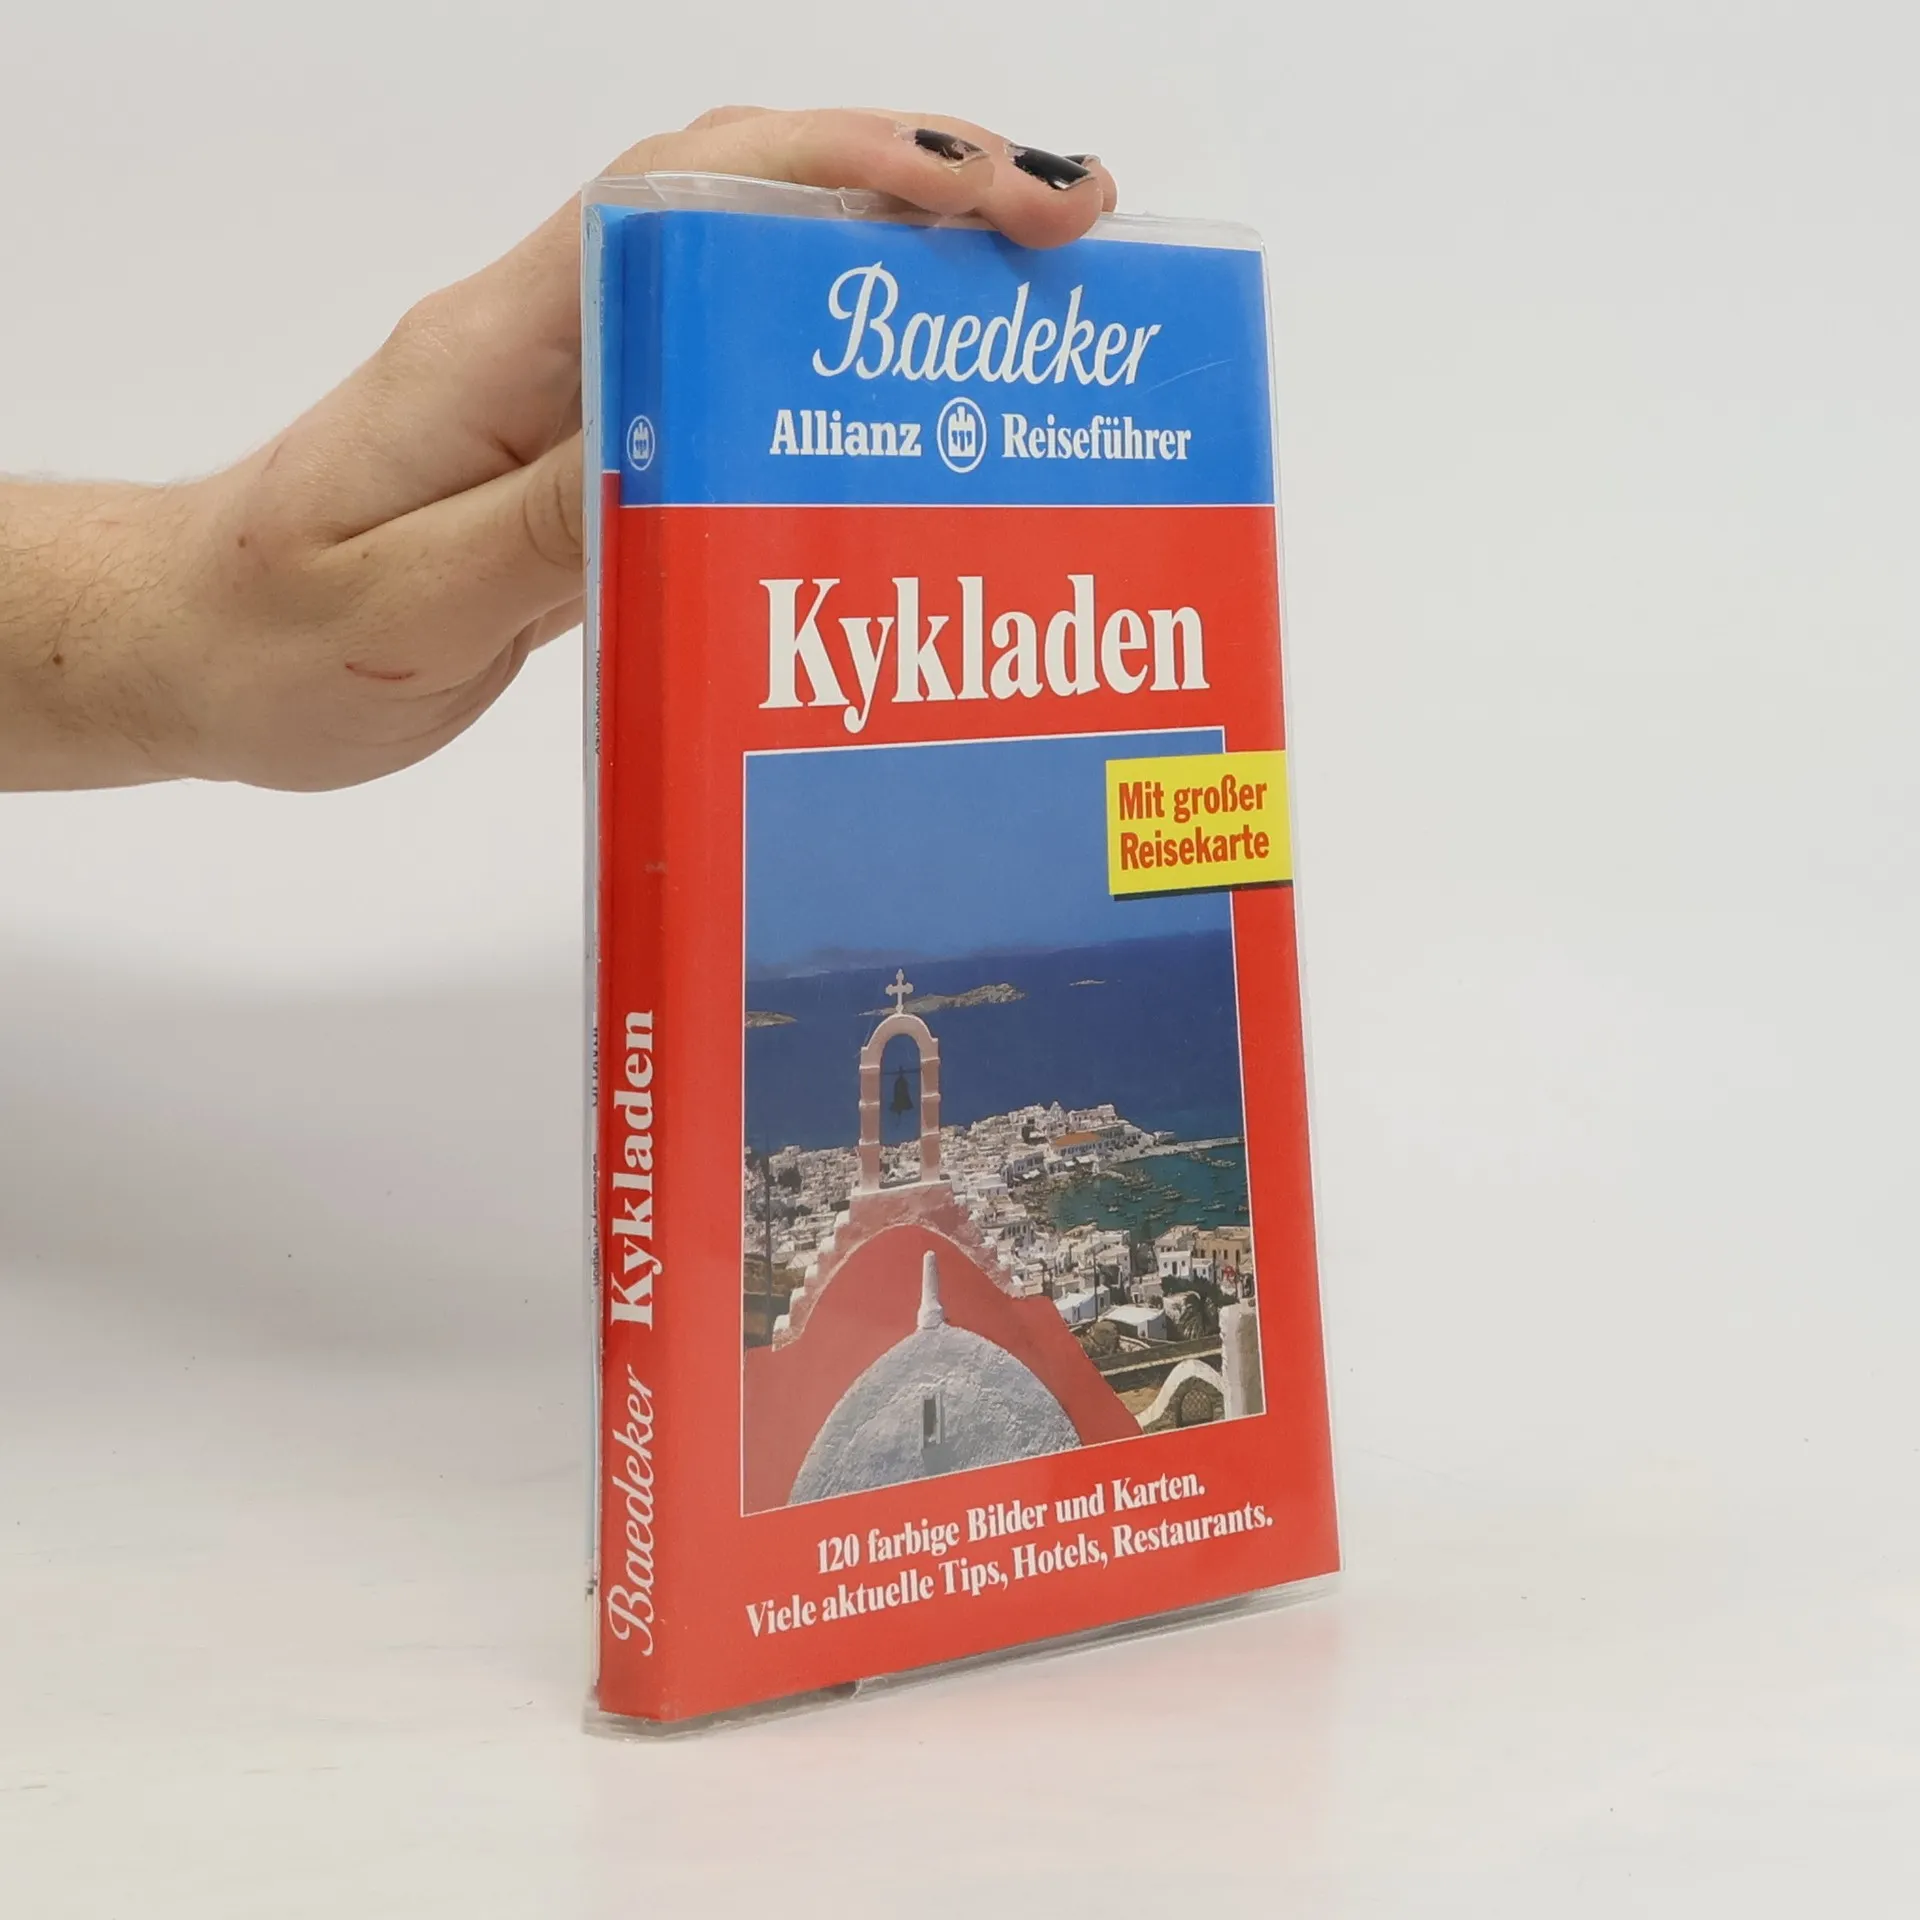 Baedeker
Allianz Reiseführer
Kykladen
Mit großer
Reisekarte
120 farbige Bilder und Karten.
Viele aktuelle Tips, Hotels, Restaurants.
Baedeker Kykladen